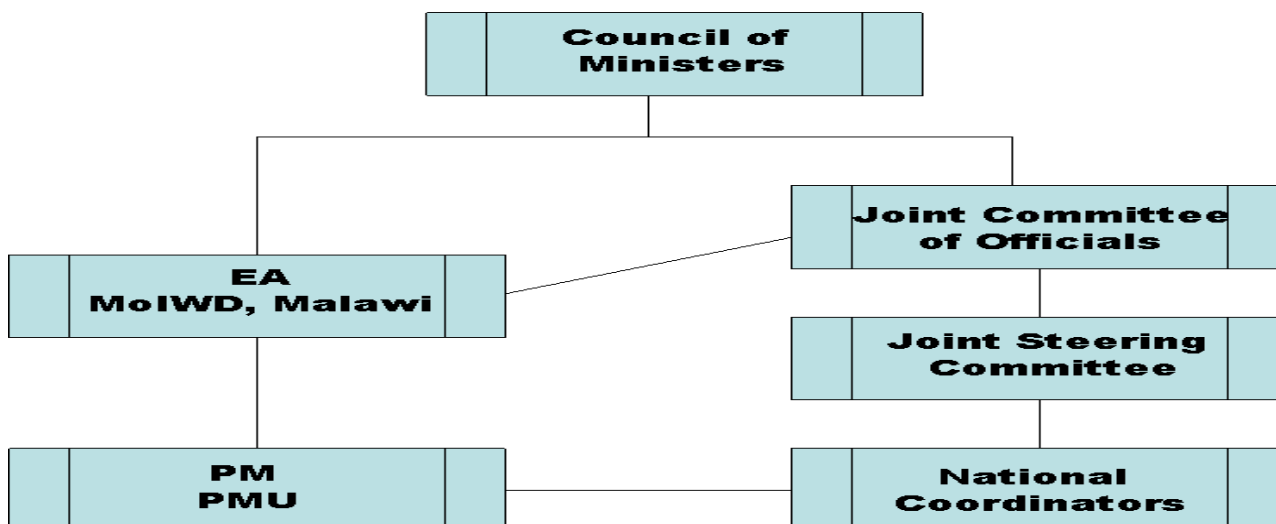 Council of
Ministers
Joint Committee
of Officials
EA
MoIWD, Malawi
Joint Steering
Committee
PM
PMU
National
Coordinators